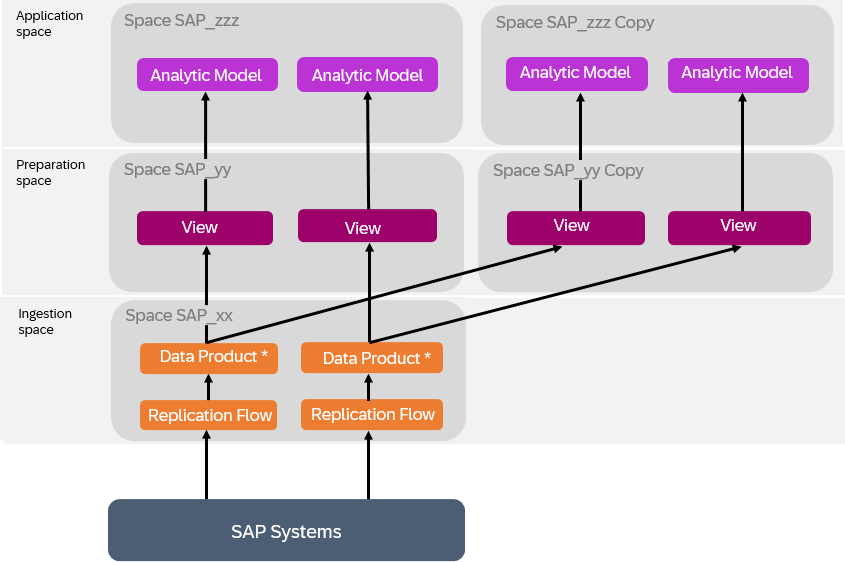 Application
space
Space SAP_zzz
Space SAP_zzz Copy
Analytic Model
Analytic Model
Analytic Model
Analytic Model
Preparation
space
Space SAP_yy
Space SAP_yy Copy
View
View
View
View
Ingestion
space
Space SAP_xx
Data Product *
Data Product *
Replication Flow
Replication Flow
SAP Systems